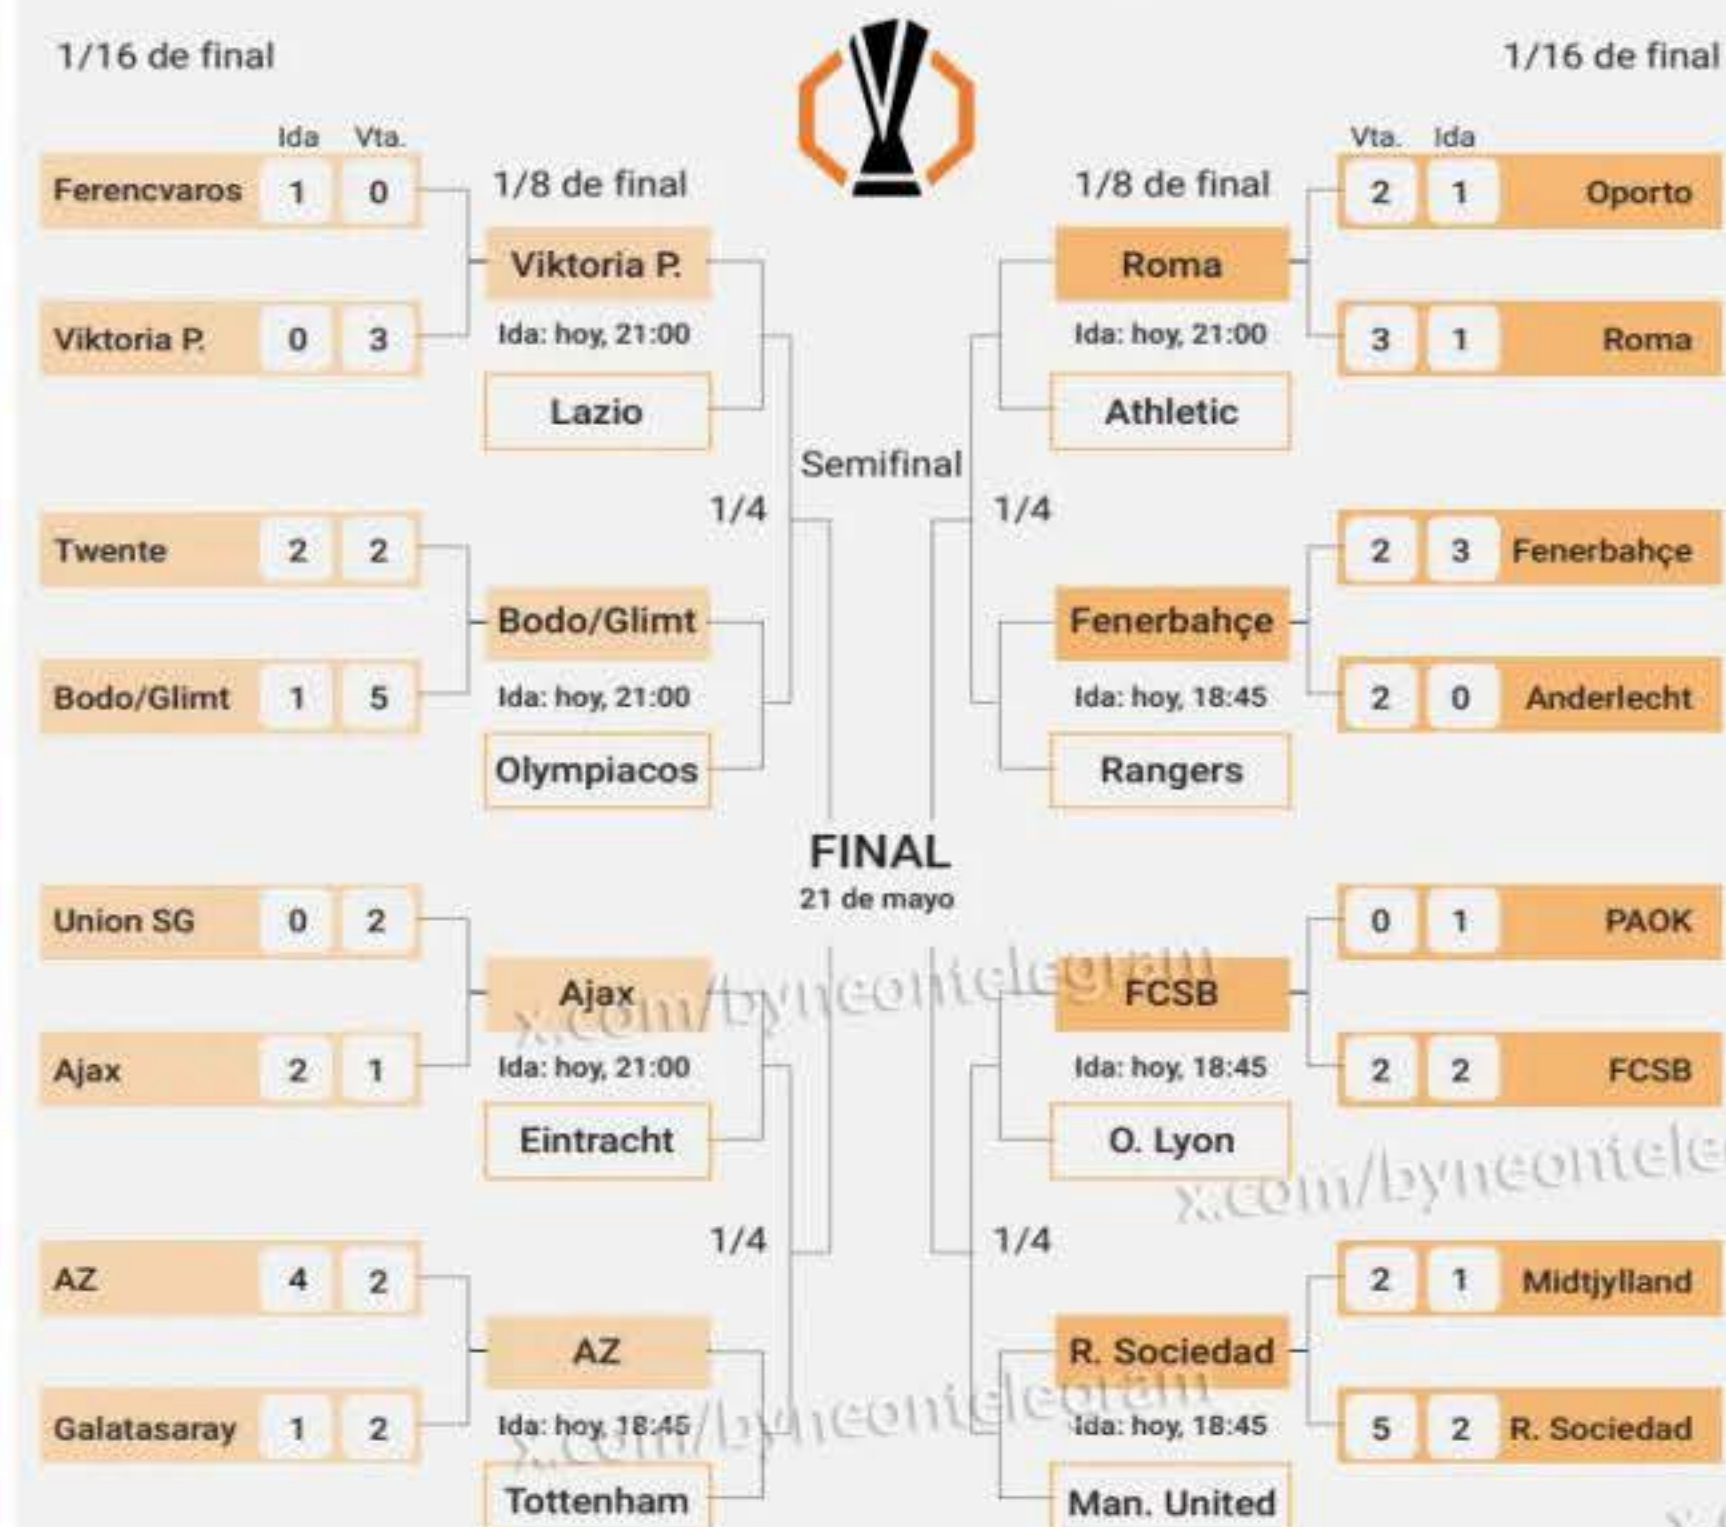 1/16 de final
1/16 de final
Ida Vta.
Vta. Ida
Ferencvaros 1 0
1/8 de final
1/8 de final
2 1 Oporto
Viktoria P.
Roma
Viktoria P. 0 3
Ida: hoy, 21:00
Ida: hoy, 21:00
3 1 Roma
Lazio
Athletic
Semifinal
1/4
1/4
Twente 2 2
2 3 Fenerbahçe
Bodo/Glimt
Fenerbahçe
Bodo/Glimt 1 5
Ida: hoy, 21:00
Ida: hoy, 18:45
2 0 Anderlecht
Olympiacos
Rangers
FINAL
21 de mayo
Union SG 0 2
0 1 PAOK
x.com/byneontelegram
Ajax
FCSB
Ajax 2 1
Ida: hoy, 21:00
Ida: hoy, 18:45
2 2 FCSB
Eintracht
O. Lyon
x.com/byneontele
1/4
1/4
AZ 4 2
2 1 Midtjylland
AZ
R. Sociedad
x.com/byneontelegram
Galatasaray 1 2
Ida: hoy, 18:45
Ida: hoy, 18:45
5 2 R. Sociedad
Tottenham
Man. United